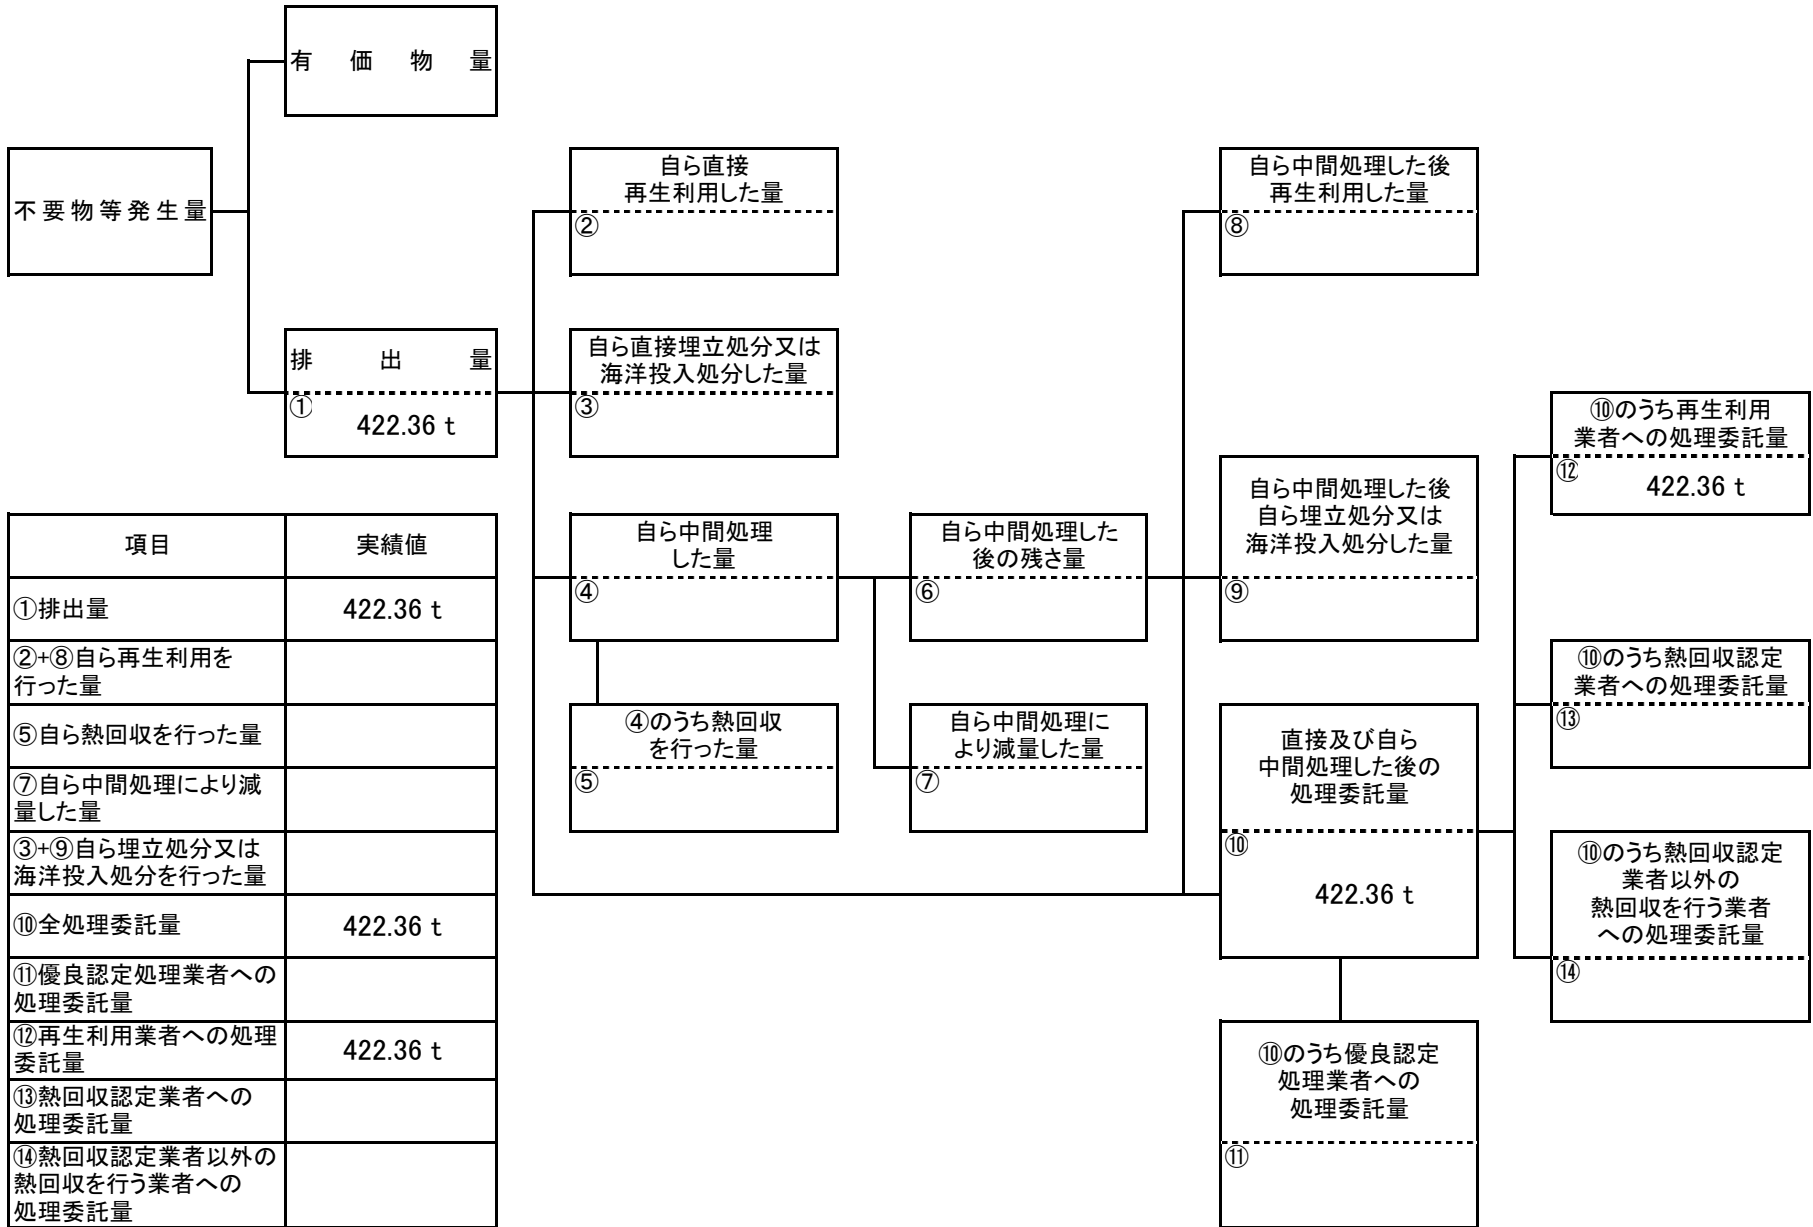 有価物量
不要物等発生量
排出量
①
422.36 t
自ら直接
再生利用した量
②
自ら直接埋立処分又は
海洋投入処分した量
③
自ら中間処理
した量
④
④のうち熱回収
を行った量
⑤
自ら中間処理した
後の残さ量
⑥
自ら中間処理に
より減量した量
⑦
自ら中間処理した後
再生利用した量
⑧
自ら中間処理した後
自ら埋立処分又は
海洋投入処分した量
⑨
直接及び自ら
中間処理した後の
処理委託量
⑩
422.36 t
⑩のうち優良認定
処理業者への
処理委託量
⑪
⑩のうち再生利用
業者への処理委託量
⑫
422.36 t
⑩のうち熱回収認定
業者への処理委託量
⑬
⑩のうち熱回収認定
業者以外の
熱回収を行う業者
への処理委託量
⑭
項目 実績値
①排出量 422.36 t
②+⑧自ら再生利用を
行った量
⑤自ら熱回収を行った量
⑦自ら中間処理により減
量した量
③+⑨自ら埋立処分又は
海洋投入処分を行った量
⑩全処理委託量 422.36 t
⑪優良認定処理業者への
処理委託量
⑫再生利用業者への処理
委託量 422.36 t
⑬熱回収認定業者への
処理委託量
⑭熱回収認定業者以外の
熱回収を行う業者への
処理委託量